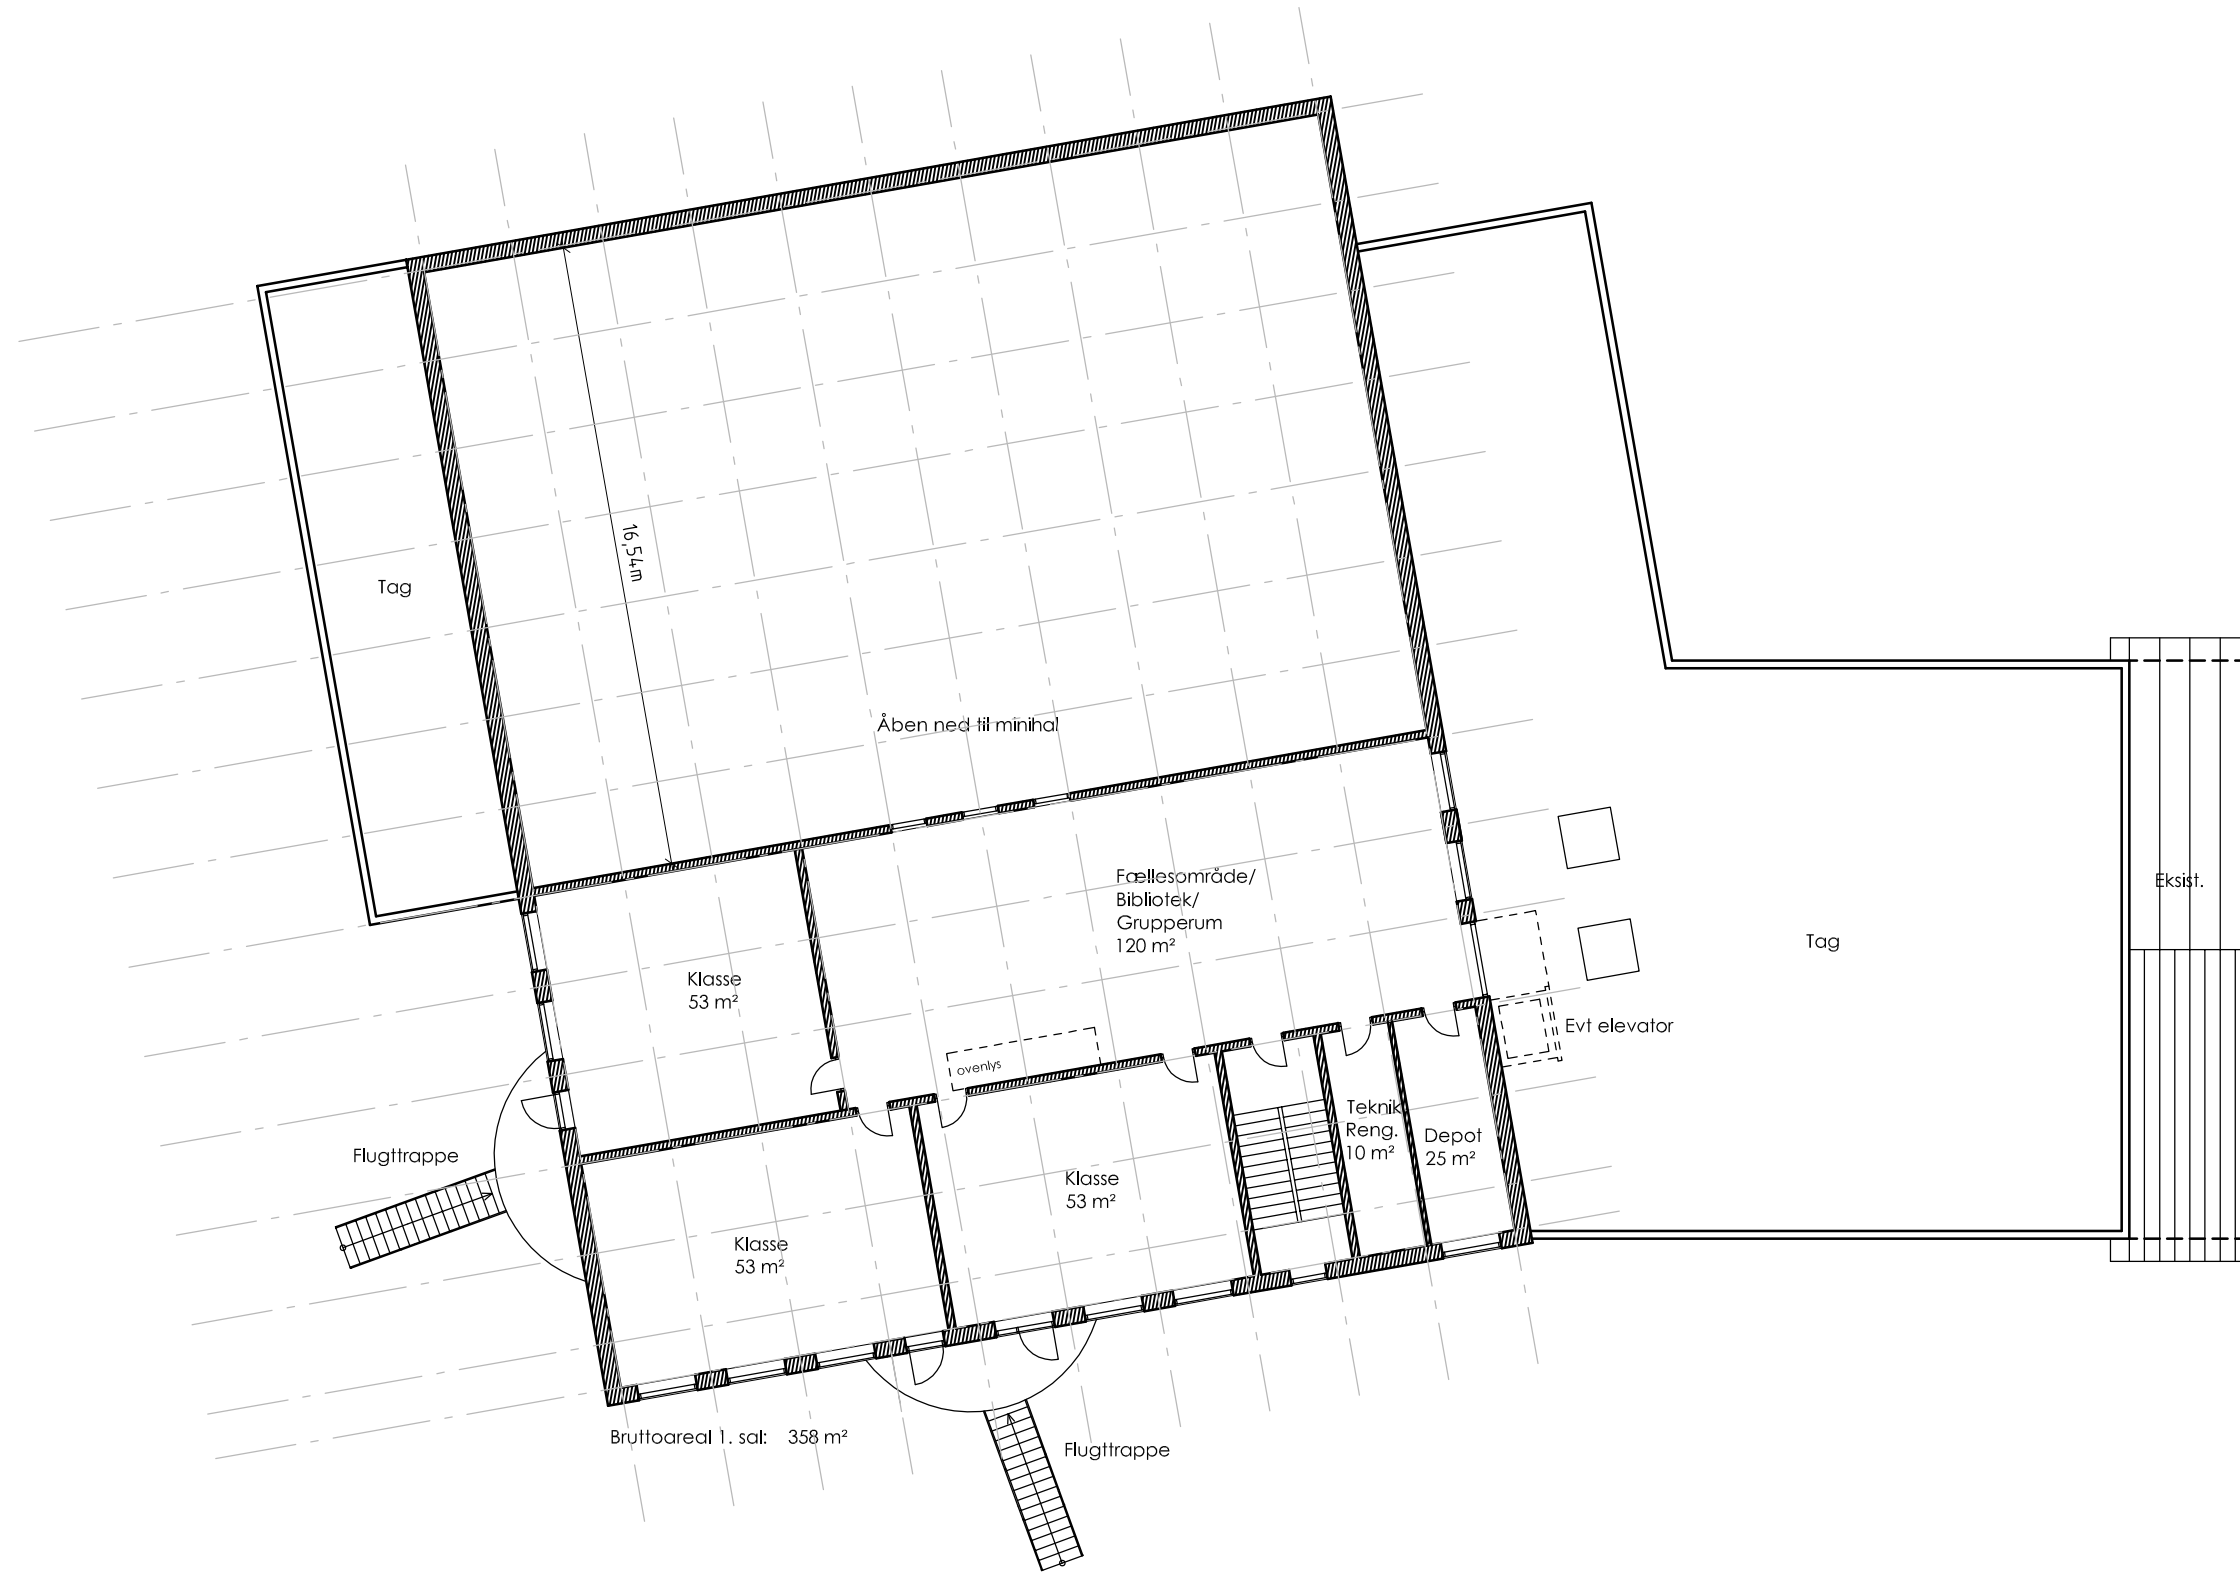 16,54m
Tag
Åben ned til minihal
Fællesområde/
Bibliotek/
Grupperum
120 m²
Eksist.
Tag
Klasse
53 m²
Evt elevator
ovenlys
Teknik
Reng.
10 m²
Depot
25 m²
Flugttrappe
Klasse
53 m²
Klasse
53 m²
Bruttoareal 1. sal: 358 m²
Flugttrappe